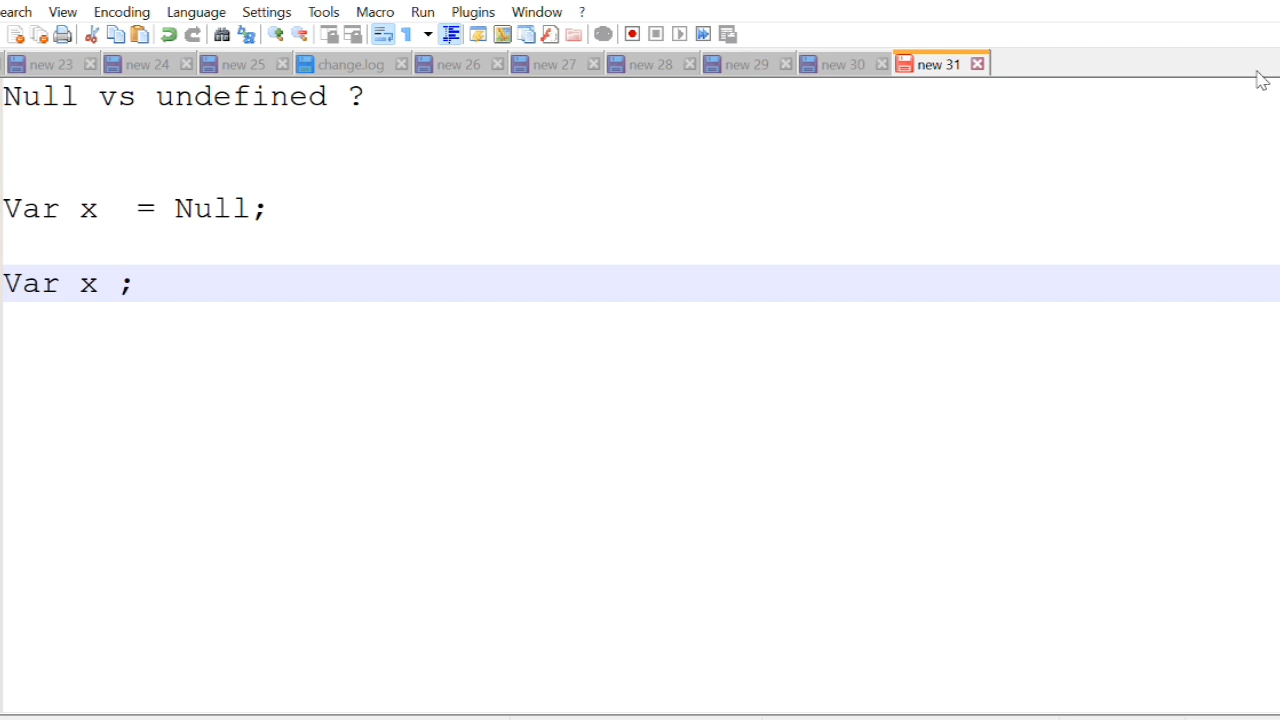 earch View Encoding Language Settings Tools Macro Run Plugins Window ?
new 23 new 24 new 25 change.log new 26 new 27 new 28 new 29 new 30 new 31
Null vs undefined ?
Var x  = Null;
Var x ;